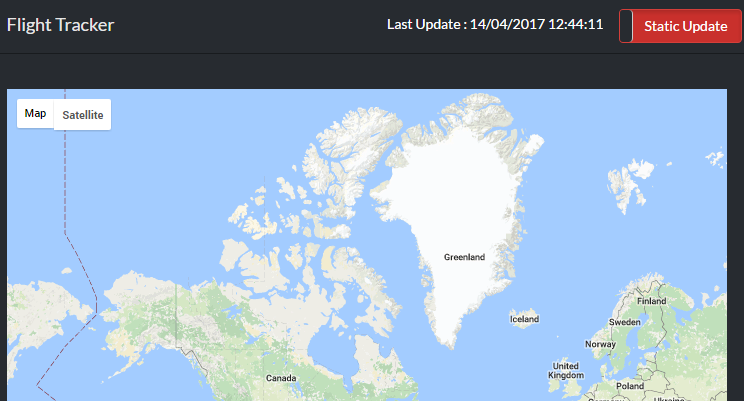 Flight Tracker
Last Update : 14/04/2017 12:44:11
Static Update
Map
Satellite
Greenland
Iceland
Finland
Sweden
Norway
United
Kingdom
Poland
Canada